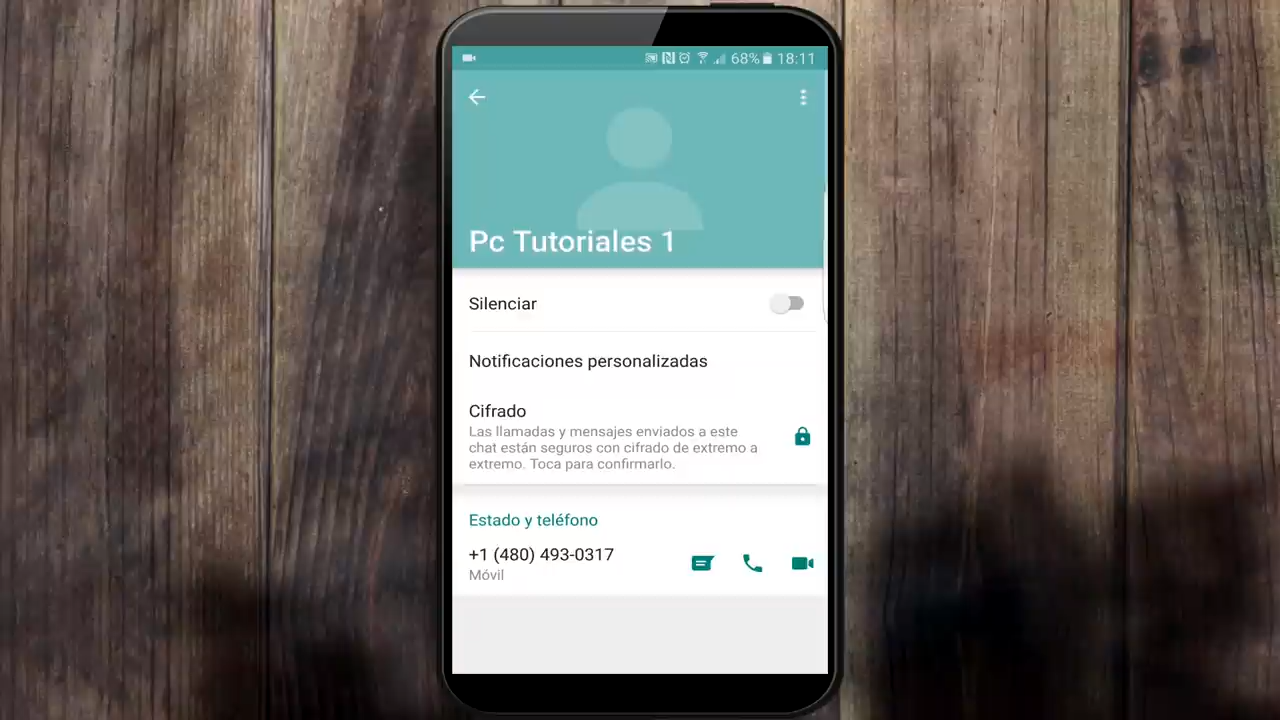 68% 18:11
Pc Tutoriales 1
Silenciar
Notificaciones personalizadas
Cifrado
Las llamadas y mensajes enviados a este
chat están seguros con cifrado de extremo a
extremo. Toca para confirmarlo.
Estado y teléfono
+1 (480) 493-0317
Móvil